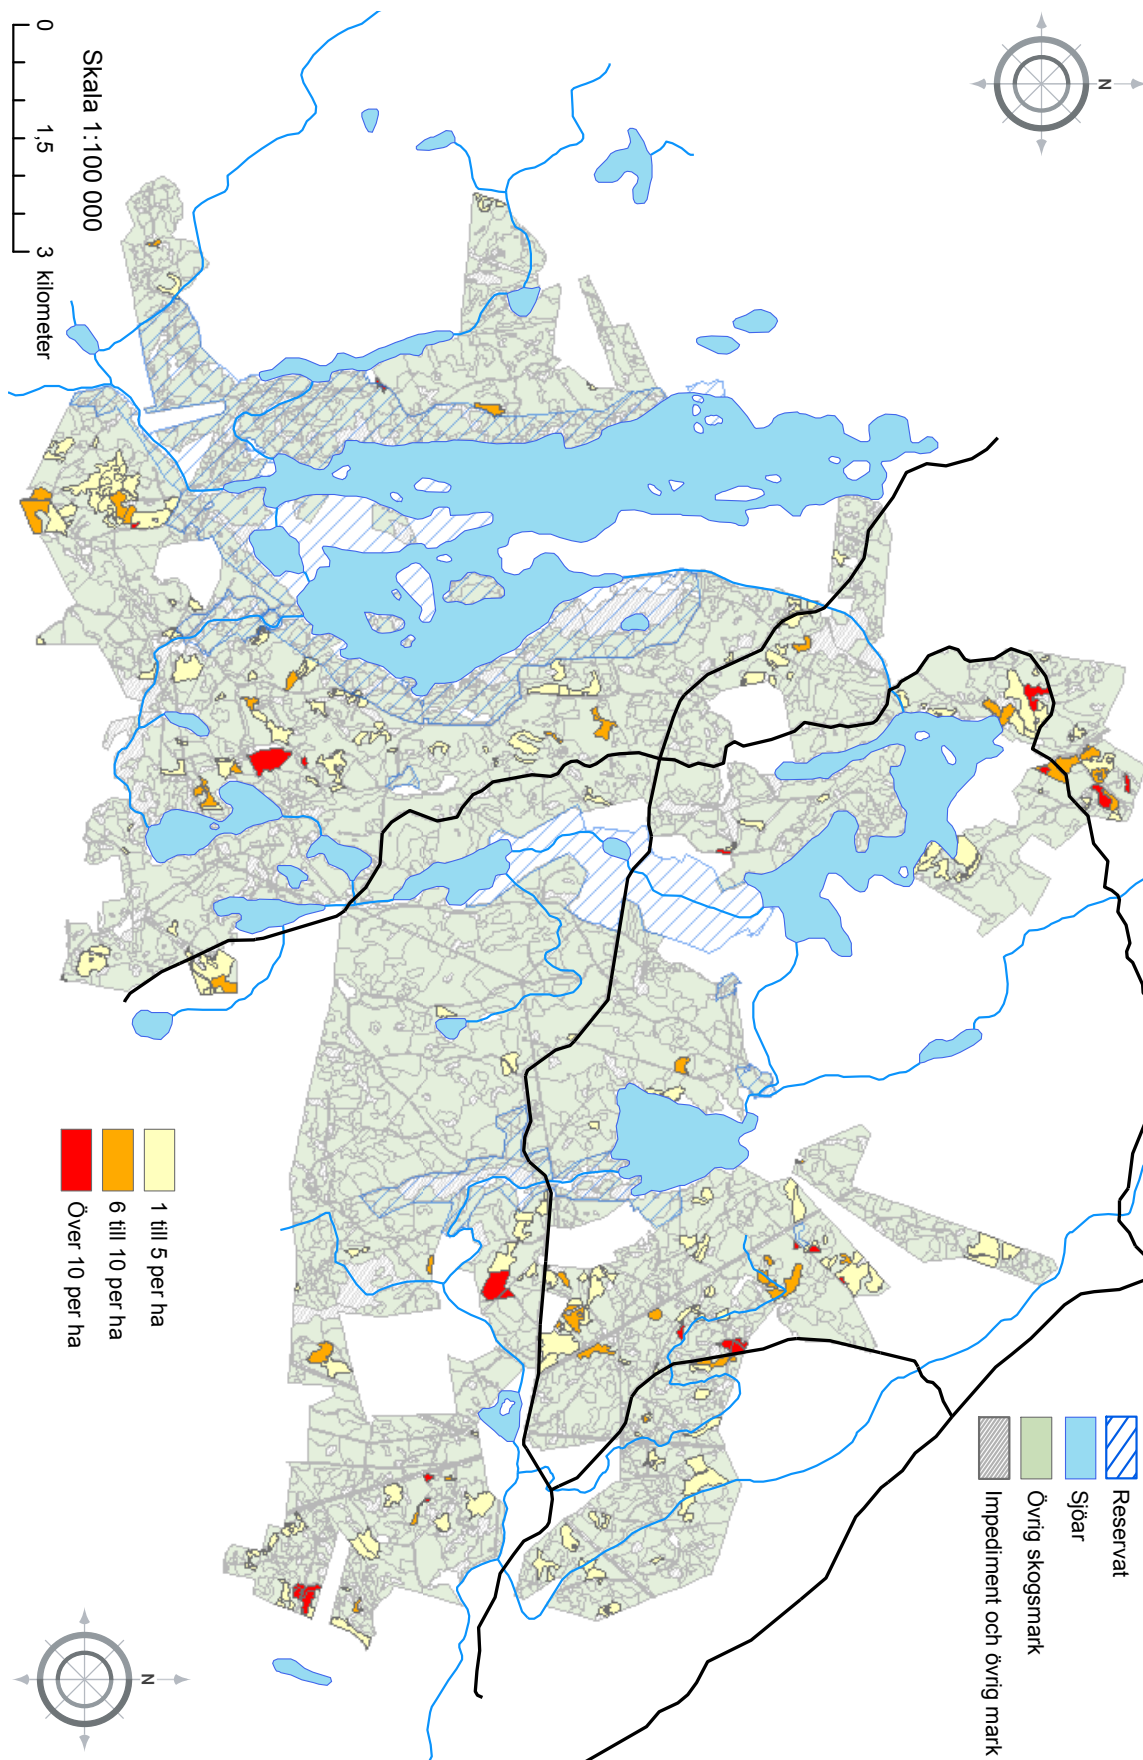 N
Skala 1:100 000
0 1,5 3 kilometer
Reservat
Sjöar
Övrig skogsmark
Impediment och övrig mark
1 till 5 per ha
6 till 10 per ha
Över 10 per ha
N